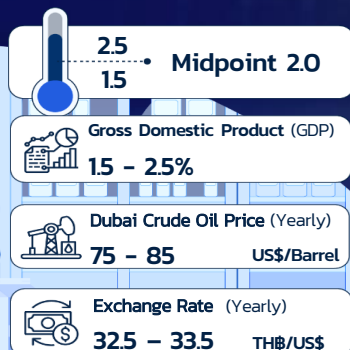 2.5
Midpoint 2.0
1.5
Gross Domestic Product (GDP)
1.5 - 2.5%
Dubai Crude Oil Price (Yearly)
75 - 85 US$/Barrel
Exchange Rate (Yearly)
32.5 - 33.5 TH฿/US$